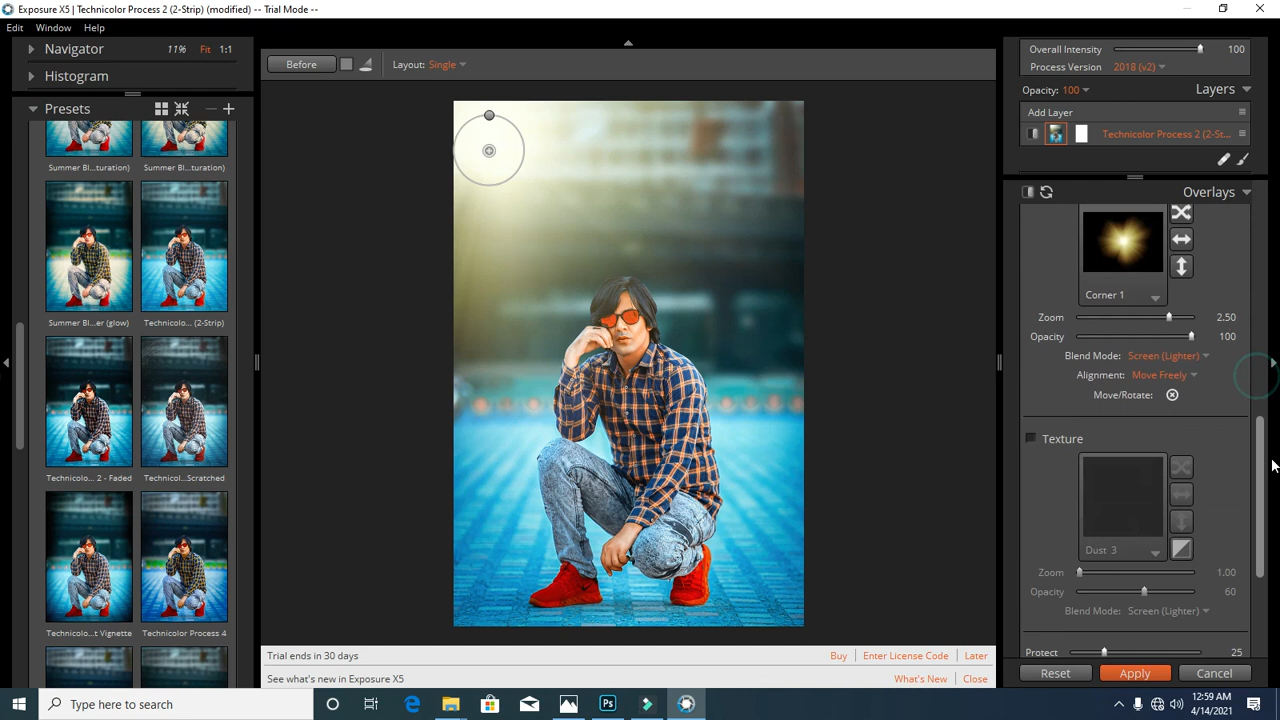 Exposure X5 | Technicolor Process 2 (2-Strip) (modified) -- Trial Mode --
Edit Window Help
Navigator 11% Fit 1:1
Histogram
Presets
Summer Bl...turation) Summer Bl...turation)
Summer Bl...er (glow) Technicolo... (2-Strip)
Technicolo... 2 - Faded Technicol...Scratched
Technicolo...t Vignette Technicolor Process 4
Before Layout: Single
Trial ends in 30 days Buy Enter License Code Later
See what's new in Exposure X5 What's New Close
Overall Intensity 100
Process Version 2018 (v2)
Opacity: 100 Layers
Add Layer
Technicolor Process 2 (2-St...
Overlays
Corner 1
Zoom 2.50
Opacity 100
Blend Mode: Screen (Lighter)
Alignment: Move Freely
Move/Rotate:
Texture
Dust 3
Zoom 1.00
Opacity 60
Blend Mode: Screen (Lighter)
Protect 25
Reset Apply Cancel
Type here to search
Ps
12:59 AM
4/14/2021